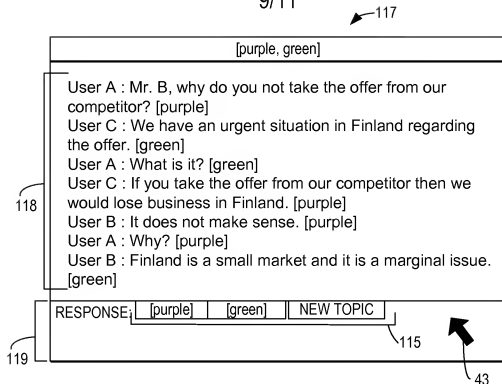 9/11
117
[purple, green]
User A : Mr. B, why do you not take the offer from our
competitor? [purple]
User C : We have an urgent situation in Finland regarding
the offer. [green]
User A : What is it? [green]
User C : If you take the offer from our competitor then we
would lose business in Finland. [purple]
User B : It does not make sense. [purple]
User A : Why? [purple]
User B : Finland is a small market and it is a marginal issue.
[green]
118
RESPONSE: [purple] [green] NEW TOPIC
115
119
43